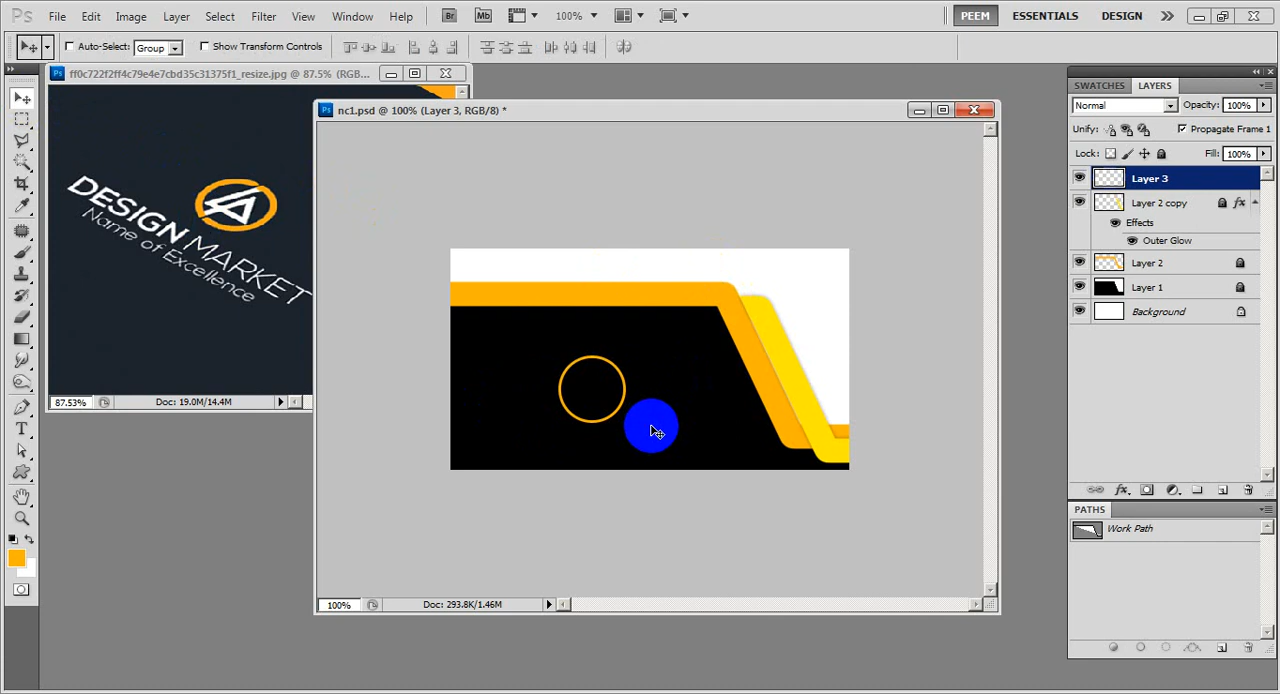 Ps File Edit Image Layer Select Filter View Window Help Br Mb 100% PEEM ESSENTIALS DESIGN
Auto-Select: Group Show Transform Controls
ff0c722f2ff4c79e4e7cbd35c31375f1_resize.jpg @ 87.5% (RGB...
DESIGN MARKET
Name of Excellence
87.53% Doc: 19.0M/14.4M
nc1.psd @ 100% (Layer 3, RGB/8) *
100% Doc: 293.8K/1.46M
SWATCHES LAYERS
Normal Opacity: 100%
Unify: Propagate Frame 1
Lock: Fill: 100%
Layer 3
Layer 2 copy fx
Effects
Outer Glow
Layer 2
Layer 1
Background
fx
PATHS
Work Path